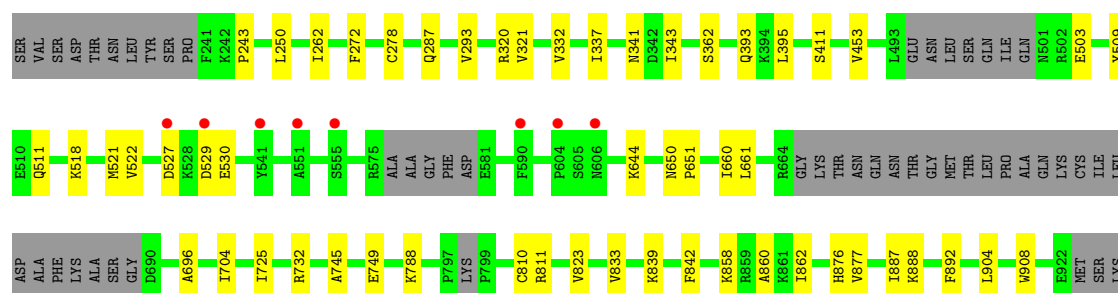 SER VAL SER ASP THR ASN LEU TYR SER PRO F241 K242 P243 L250 I262 F272 C278 Q287 V293 R320 V321 V332 I337 N341 D342 I343 S362 Q393 K394 L395 S411 V453 L493 GLU ASN LEU SER GLN ILE GLN N501 R502 E503 Y509
E510 Q511 K518 M521 V522 D527 K528 D529 E530 Y541 A551 S555 R575 ALA ALA GLY PHE ASP E581 F590 P604 S605 N606 K644 N650 P651 I660 L661 R664 GLY LYS THR ASN GLN ASN THR GLY MET THR LEU PRO ALA GLN LYS CYS ILE LEU
ASP ALA PHE LYS ALA SER GLY D690 A696 I704 I725 R732 A745 E749 K788 P797 LYS P799 C810 R811 V823 V833 K839 F842 K858 R859 A860 K861 I862 H876 V877 I887 K888 F892 L904 W908 E922 MET SER LYS